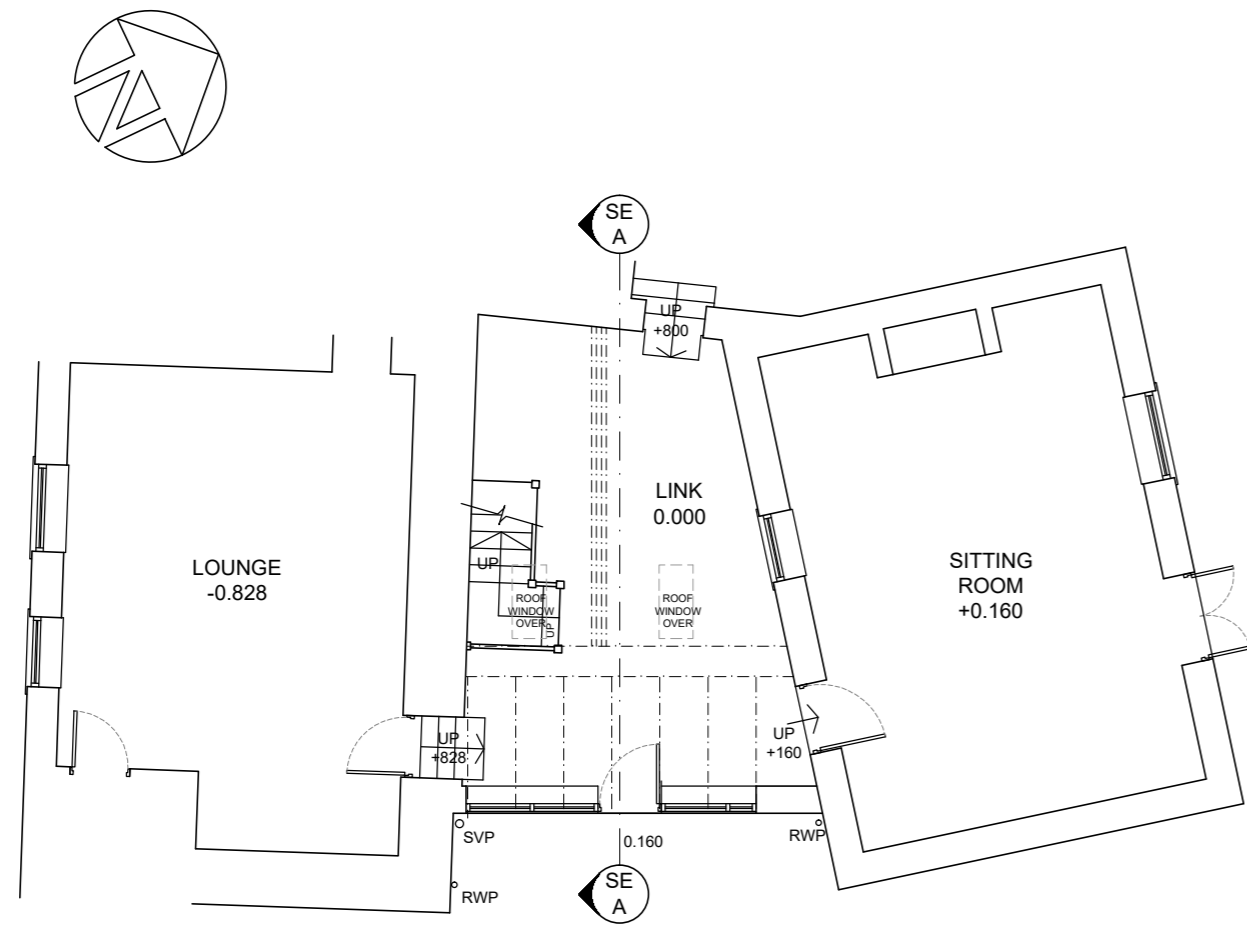 N
SE
A
UP
+800
LINK
0.000
LOUNGE
-0.828
SITTING
ROOM
+0.160
UP
ROOF
WINDOW
OVER
UP
ROOF
WINDOW
OVER
UP
+828
UP
+160
SVP
0.160
RWP
RWP
SE
A